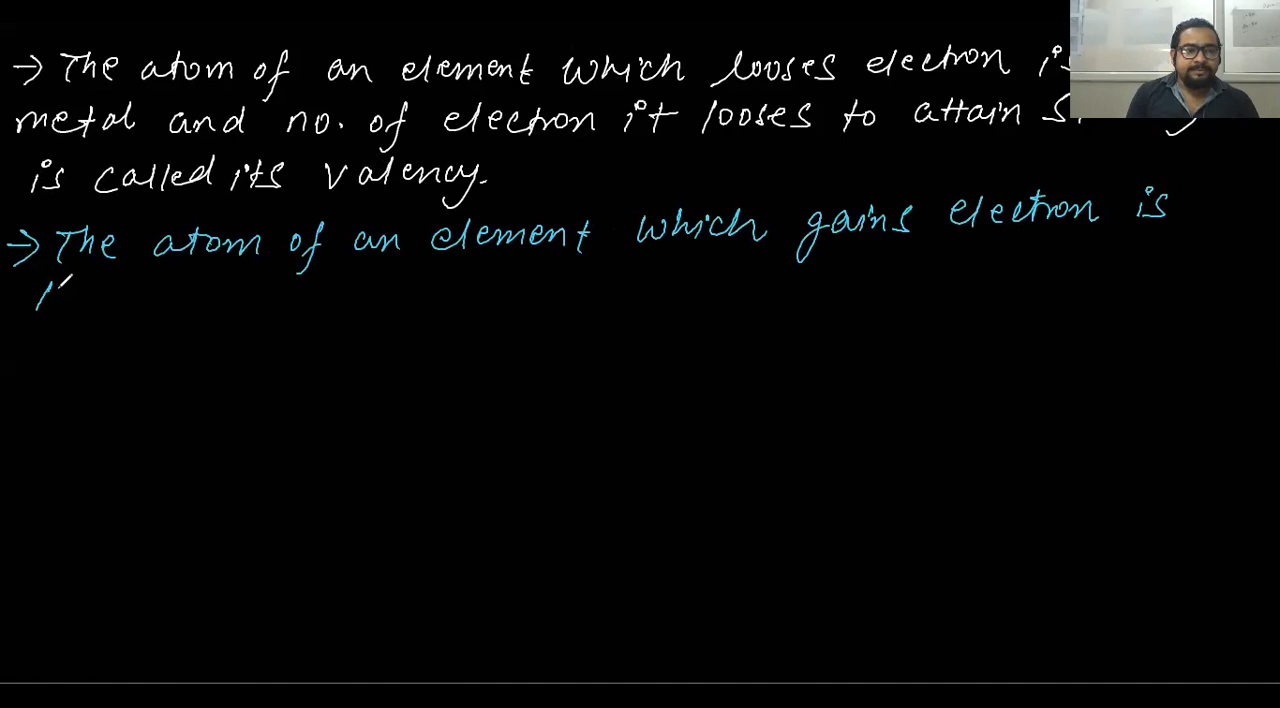 → The atom of an element which looses electron is
metal and no. of electron it looses to attain
is called its valency.
→ The atom of an element which gains electron is